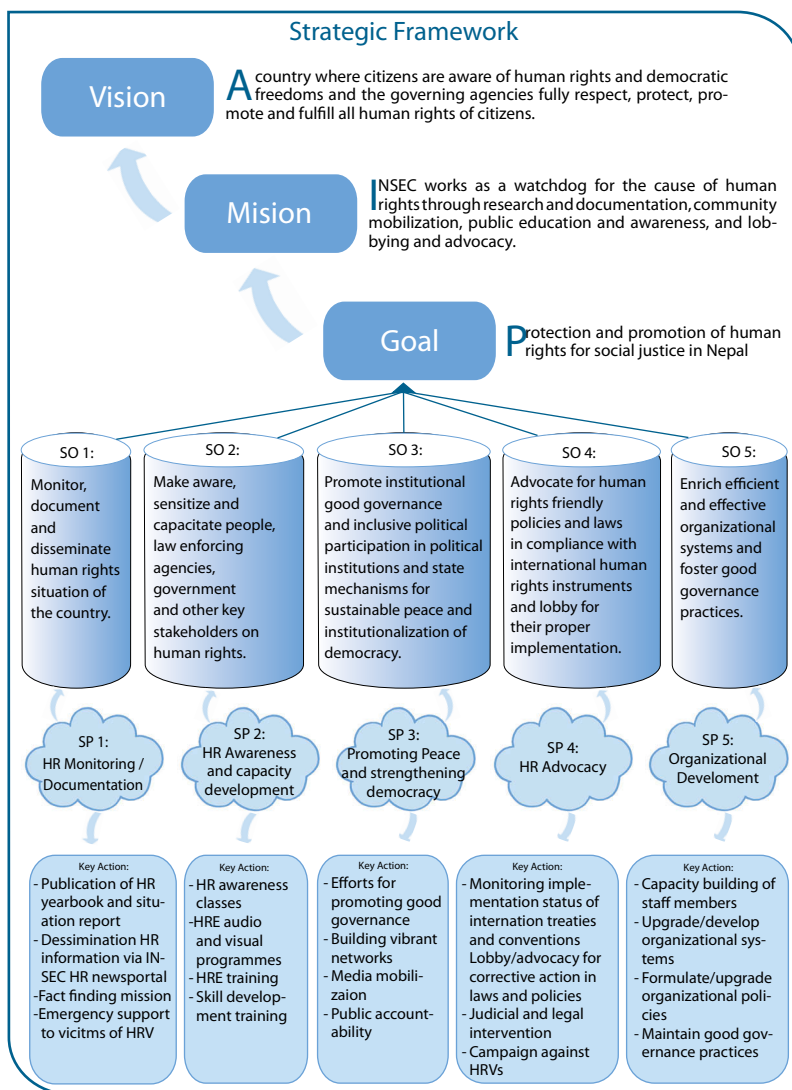 Strategic Framework
Vision
A country where citizens are aware of human rights and democratic
freedoms and the governing agencies fully respect, protect, pro-
mote and fulfill all human rights of citizens.
Mision
INSEC works as a watchdog for the cause of human
rights through research and documentation, community
mobilization, public education and awareness, and lob-
bying and advocacy.
Goal
Protection and promotion of human
rights for social justice in Nepal
SO 1:
Monitor,
document
and
disseminate
human rights
situation of
the country.
SO 2:
Make aware,
sensitize and
capacitate people,
law enforcing
agencies,
government
and other key
stakeholders on
human rights.
SO 3:
Promote institutional
good governance
and inclusive political
participation in political
institutions and state
mechanisms for
sustainable peace and
institutionalization of
democracy.
SO 4:
Advocate for human
rights friendly
policies and laws
in compliance with
international human
rights instruments
and lobby for
their proper
implementation.
SO 5:
Enrich efficient
and effective
organizational
systems and
foster good
governance
practices.
SP 1:
HR Monitoring /
Documentation
SP 2:
HR Awareness
and capacity
development
SP 3:
Promoting Peace
and strengthening
democracy
SP 4:
HR Advocacy
SP 5:
Organizational
Develoment
Key Action:
- Publication of HR
yearbook and situ-
ation report
- Dessimination HR
information via IN-
SEC HR newsportal
- Fact finding mission
- Emergency support
to vicitms of HRV
Key Action:
- HR awareness
classes
-HRE audio
and visual
programmes
- HRE training
- Skill develop-
ment training
Key Action:
- Efforts for
promoting good
governance
- Building vibrant
networks
- Media mobili-
zaion
- Public account-
ability
Key Action:
- Monitoring imple-
mentation status of
internation treaties
and conventions
Lobby/advocacy for
corrective action in
laws and policies
- Judicial and legal
intervention
- Campaign against
HRVs
Key Action:
- Capacity building of
staff members
- Upgrade/develop
organizational sys-
tems
- Formulate/upgrade
organizational poli-
cies
- Maintain good gov-
ernance practices